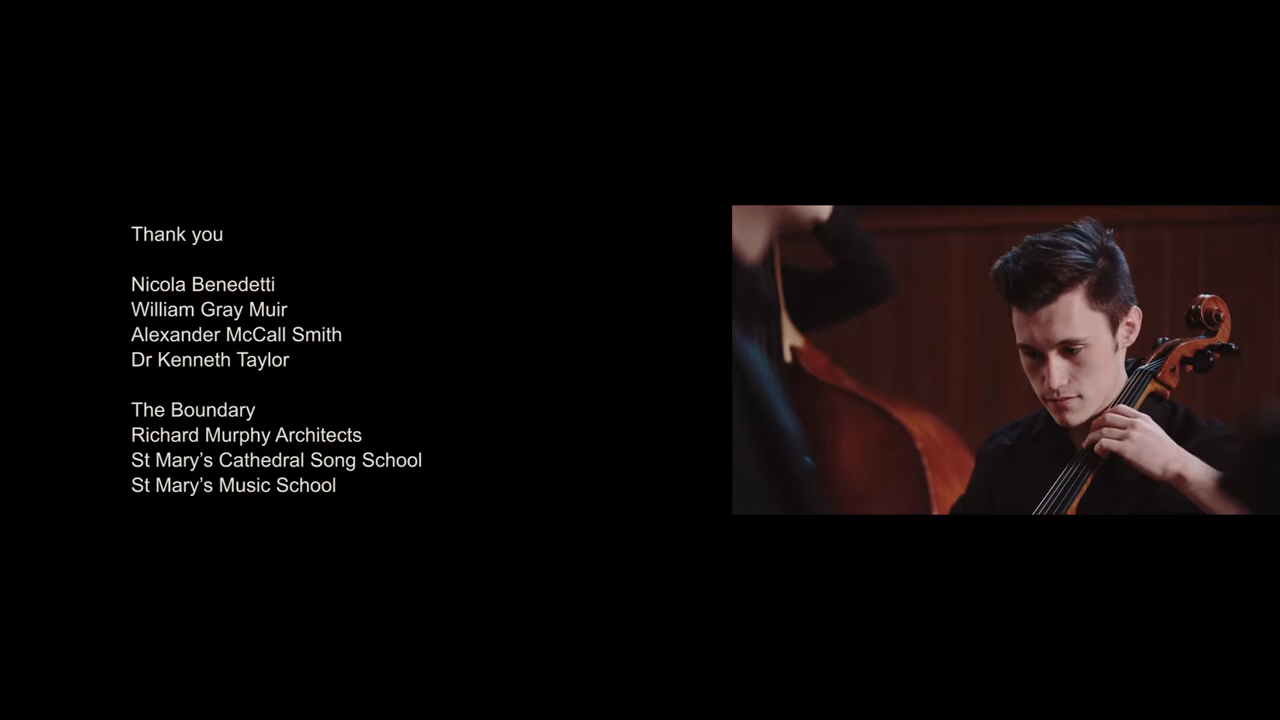 Thank you
Nicola Benedetti
William Gray Muir
Alexander McCall Smith
Dr Kenneth Taylor
The Boundary
Richard Murphy Architects
St Mary’s Cathedral Song School
St Mary’s Music School